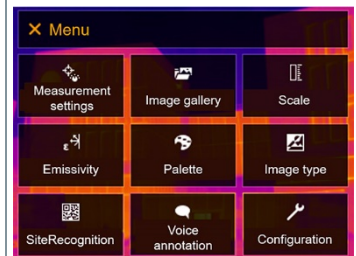 × Menu
Measurement
settings
Image gallery
Scale
ε
Emissivity
Palette
Image type
SiteRecognition
Voice
annotation
Configuration